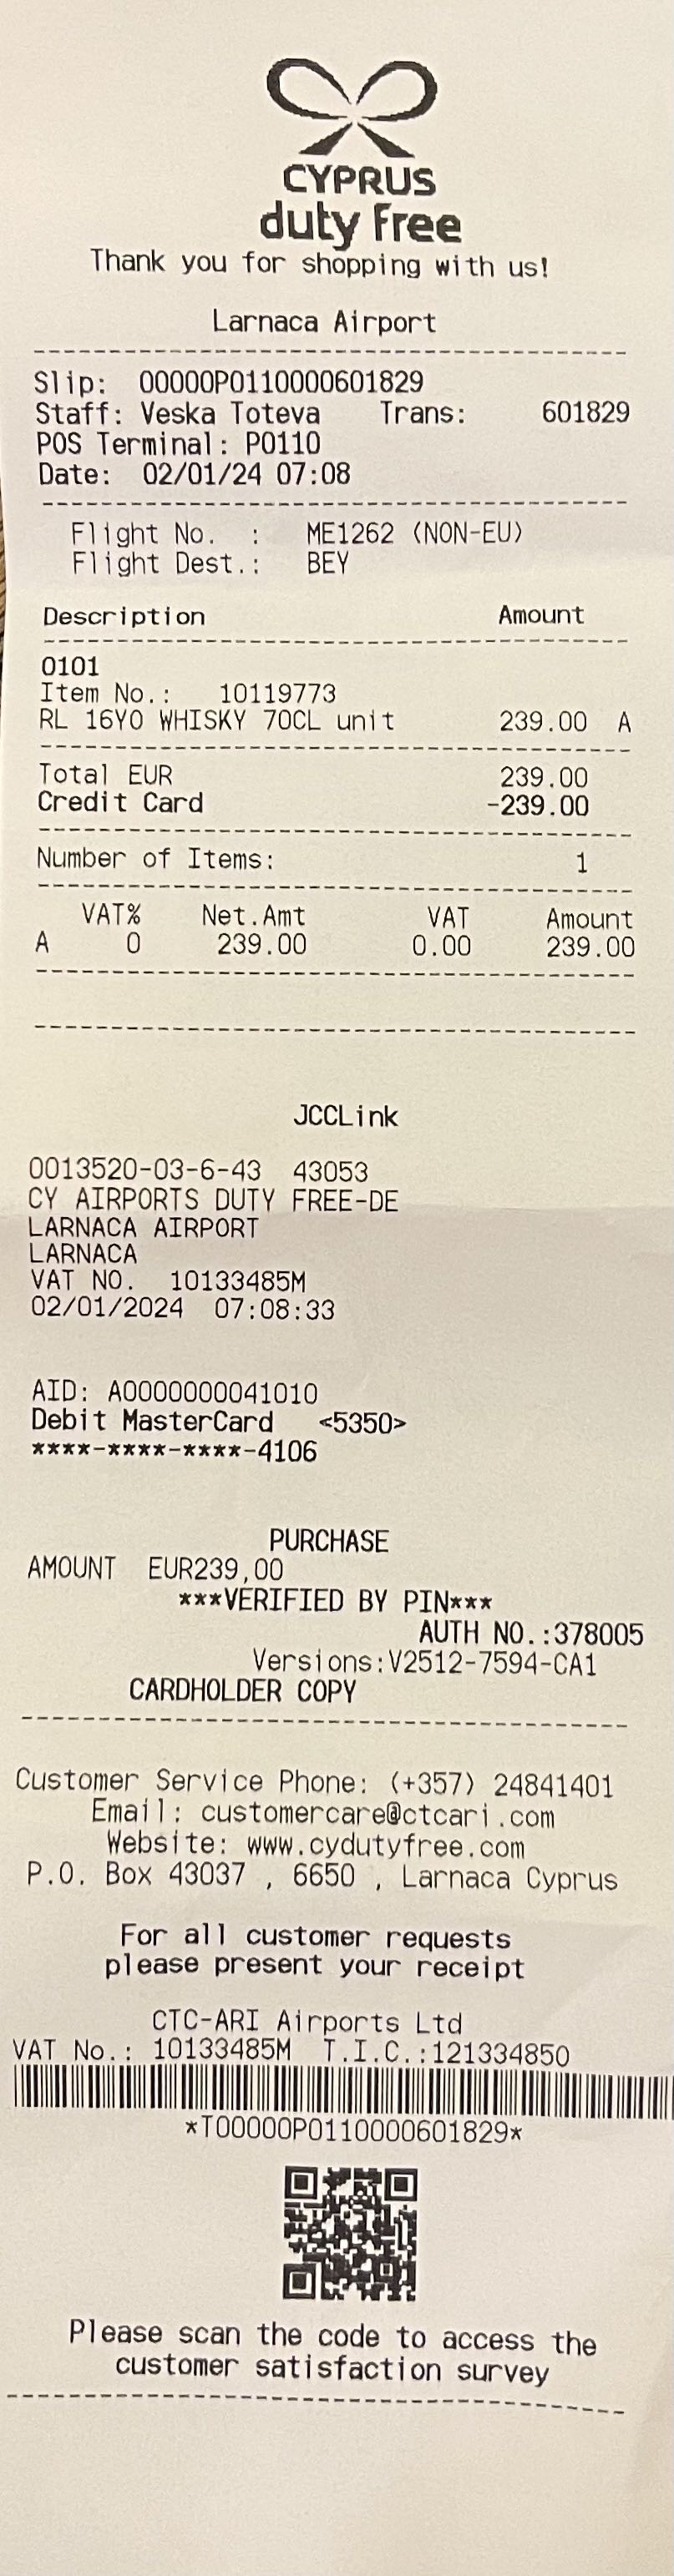 CYPRUS
duty free
Thank you for shopping with us!
Larnaca Airport
Slip: 00000P0110000601829
Staff: Veska Toteva Trans: 601829
POS Terminal: P0110
Date: 02/01/24 07:08
Flight No. : ME1262 (NON-EU)
Flight Dest.: BEY
Description Amount
0101
Item No.: 10119773
RL 16YO WHISKY 70CL unit 239.00 A
Total EUR 239.00
Credit Card -239.00
Number of Items: 1
VAT% Net.Amt VAT Amount
A 0 239.00 0.00 239.00
JCCLink
0013520-03-6-43 43053
CY AIRPORTS DUTY FREE-DE
LARNACA AIRPORT
LARNACA
VAT NO. 10133485M
02/01/2024 07:08:33
AID: A0000000041010
Debit MasterCard <5350>
****-****-****-4106
PURCHASE
AMOUNT EUR239,00
***VERIFIED BY PIN***
AUTH NO.:378005
Versions:V2512-7594-CA1
CARDHOLDER COPY
Customer Service Phone: (+357) 24841401
Email: customercare@ctcari.com
Website: www.cydutyfree.com
P.O. Box 43037 , 6650 , Larnaca Cyprus
For all customer requests
please present your receipt
CTC-ARI Airports Ltd
VAT No.: 10133485M T.I.C.:121334850
*T00000P0110000601829*
Please scan the code to access the
customer satisfaction survey